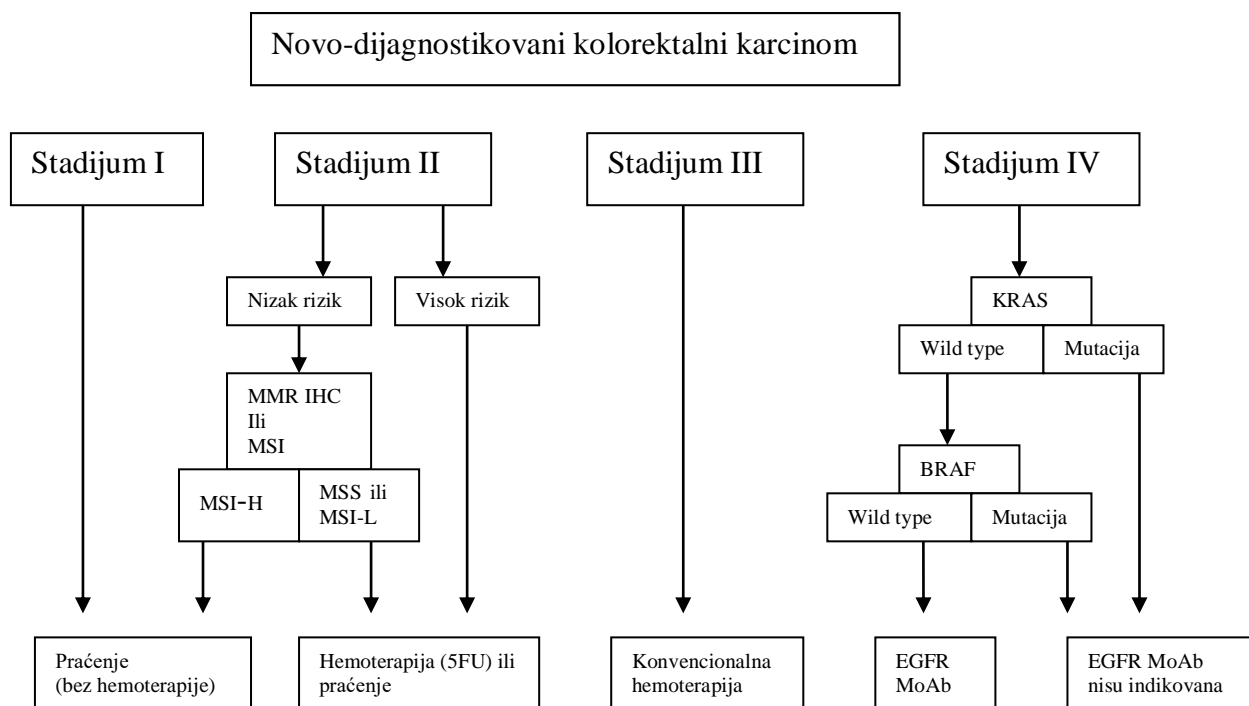 Novo-dijagnostikovani kolorektalni karcinom
Stadijum I
Stadijum II
Stadijum III
Stadijum IV
Nizak rizik
Visok rizik
KRAS
Wild type
Mutacija
MMR IHC
Ili
MSI
BRAF
MSI-H
MSS ili
MSI-L
Wild type
Mutacija
Praćenje
(bez hemoterapije)
Hemoterapija (5FU) ili
praćenje
Konvencionalna
hemoterapija
EGFR
MoAb
EGFR MoAb
nisu indikovana